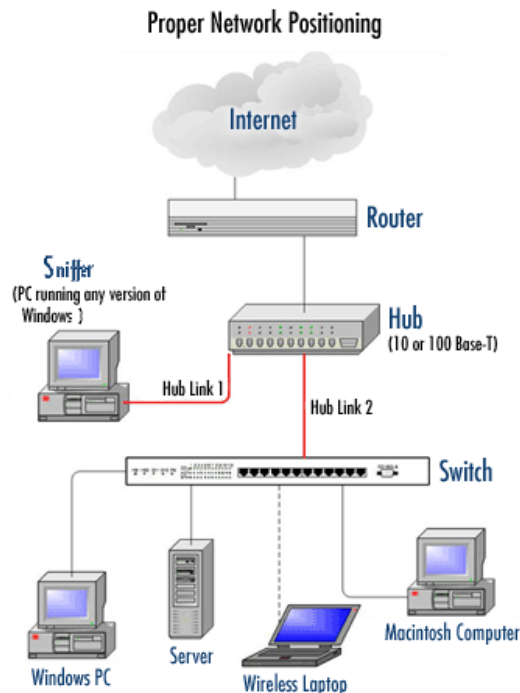 Proper Network Positioning
Internet
Router
Sniffer
(PC running any version of
Windows )
Hub
(10 or 100 Base-T)
Hub Link 1
Hub Link 2
Switch
Windows PC
Server
Wireless Laptop
Macintosh Computer